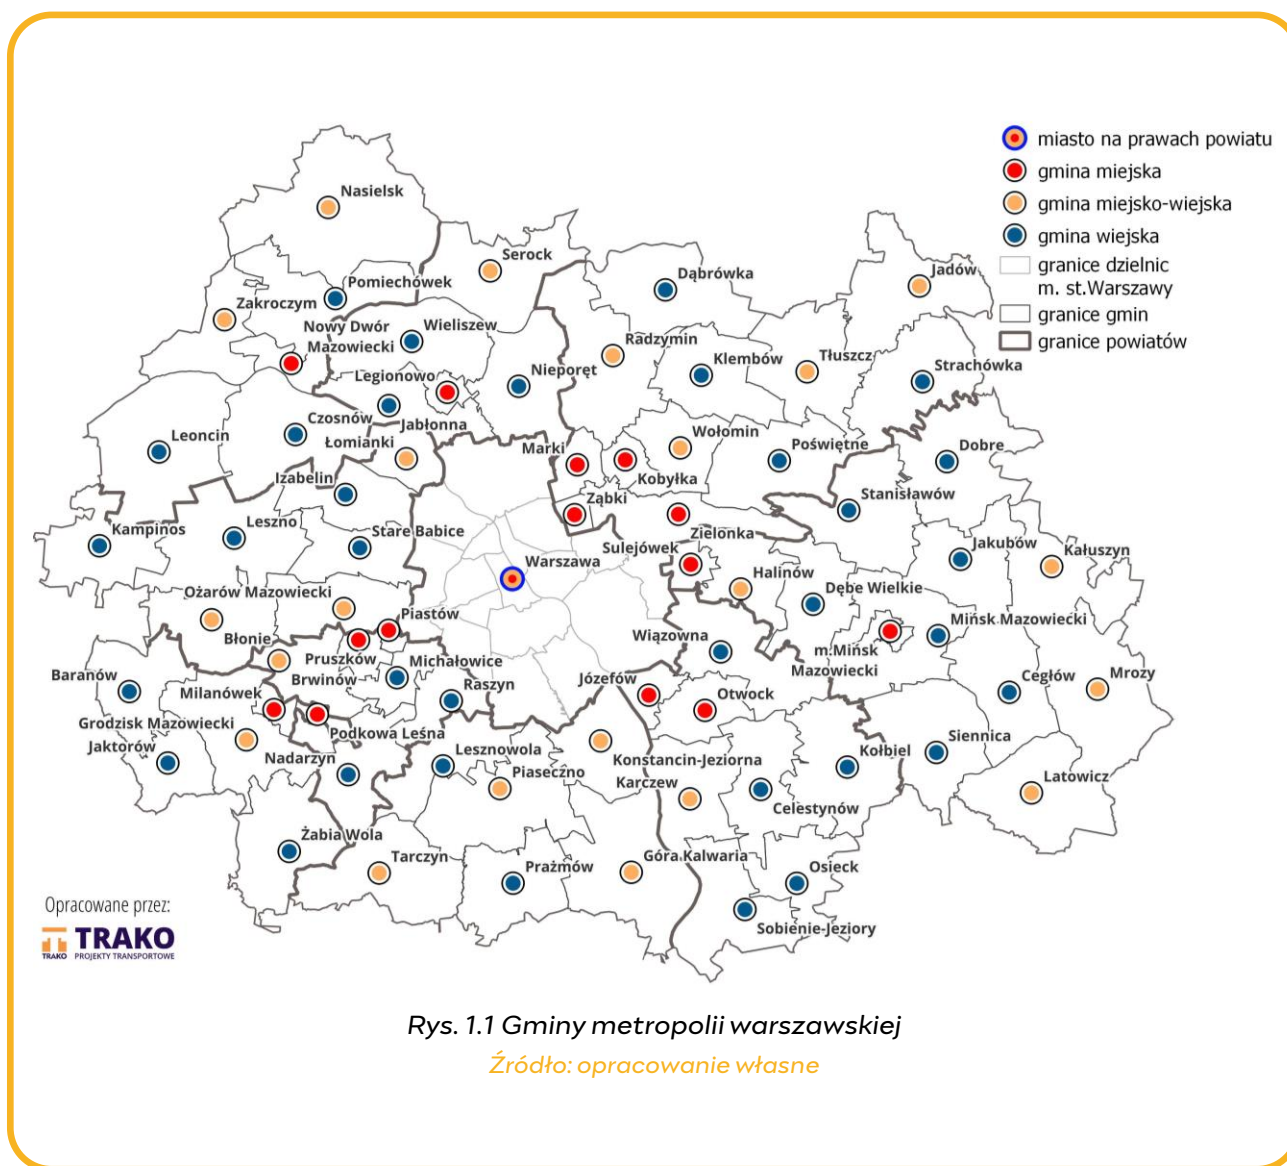 miasto na prawach powiatu
gmina miejska
gmina miejsko-wiejska
gmina wiejska
granice dzielnic
m. st.Warszawy
granice gmin
granice powiatów
Nasielsk
Serock
Dąbrówka
Jadów
Pomiechówek
Zakroczym
Nowy Dwór
Mazowiecki
Wieliszew
Radzymin
Klembów
Tłuszcz
Strachówka
Legionowo
Nieporęt
Czosnów
Jabłonna
Leoncin
Łomianki
Marki
Wołomin
Poświętne
Dobre
Kobyłka
Izabelin
Stanisławów
Ząbki
Kampinos
Leszno
Stare Babice
Zielonka
Sulejówek
Jakubów
Kałuszyn
Warszawa
Halinów
Dębe Wielkie
Ożarów Mazowiecki
Piastów
Mińsk Mazowiecki
Błonie
Wiązowna
m.Mińsk
Mazowiecki
Pruszków
Michałowice
Baranów
Brwinów
Józefów
Cegłów
Mrozy
Milanówek
Raszyn
Otwock
Grodzisk Mazowiecki
Podkowa Leśna
Jaktorów
Nadarzyn
Lesznowola
Konstancin-Jeziorna
Kołbiel
Siennica
Piaseczno
Karczew
Latowicz
Celestynów
Żabia Wola
Tarczyn
Prażmów
Góra Kalwaria
Osieck
Sobienie-Jeziory
Opracowane przez:
TRAKO
TRAKO PROJEKTY TRANSPORTOWE
Rys. 1.1 Gminy metropolii warszawskiej
Źródło: opracowanie własne